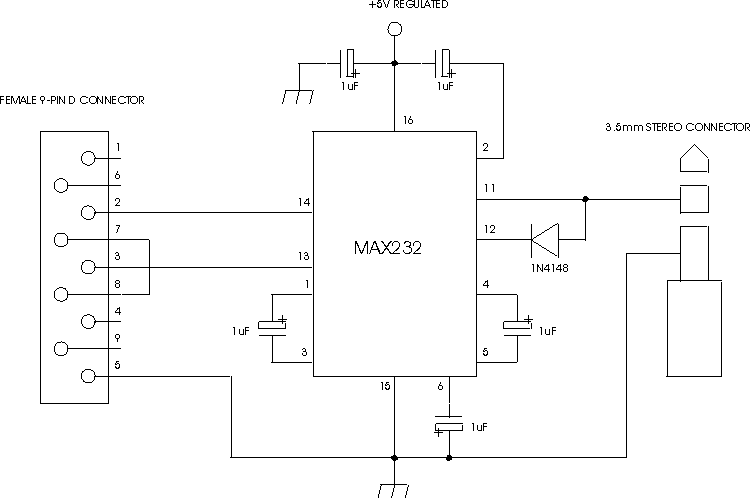 +5V REGULATED
1uF
1uF
FEMALE 9-PIN D CONNECTOR
3.5mm STEREO CONNECTOR
16
1
2
6
11
2
14
7
12
MAX232
3
13
1N4148
8
1
4
4
1uF
1uF
9
3
5
5
15
6
1uF